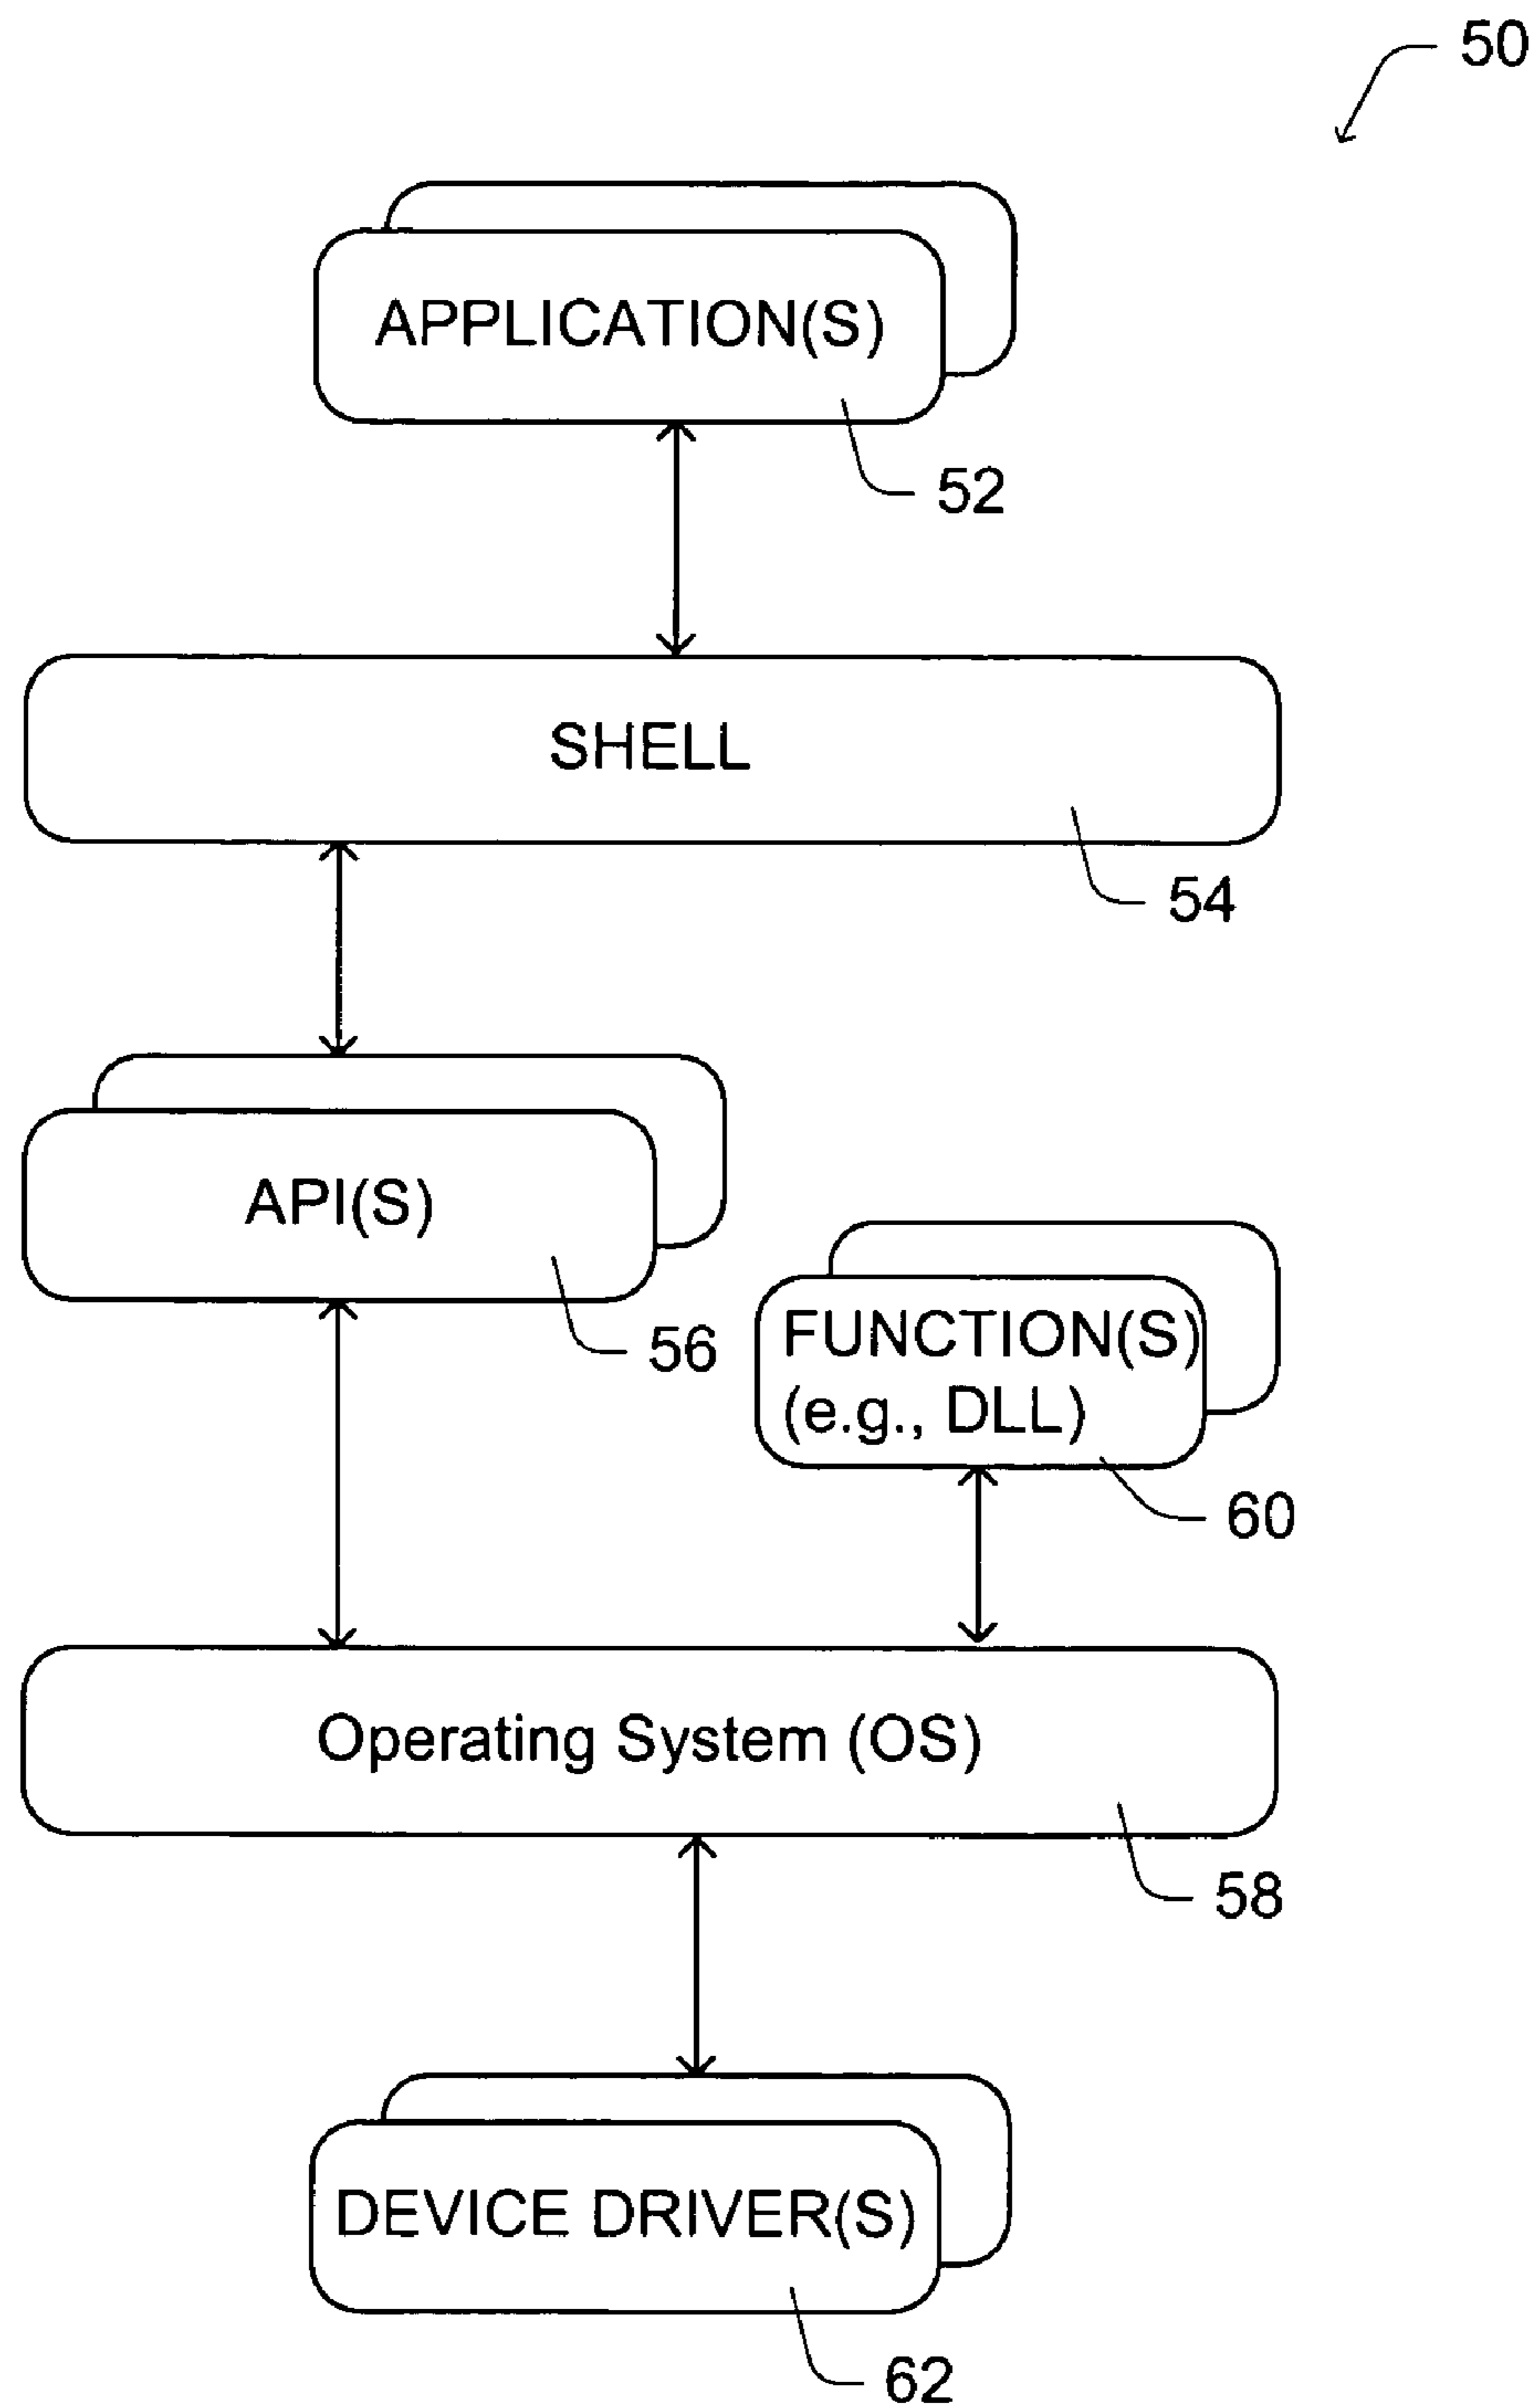 50
APPLICATION(S)
52
SHELL
54
API(S)
56
FUNCTION(S)
(e.g., DLL)
60
Operating System (OS)
58
DEVICE DRIVER(S)
62